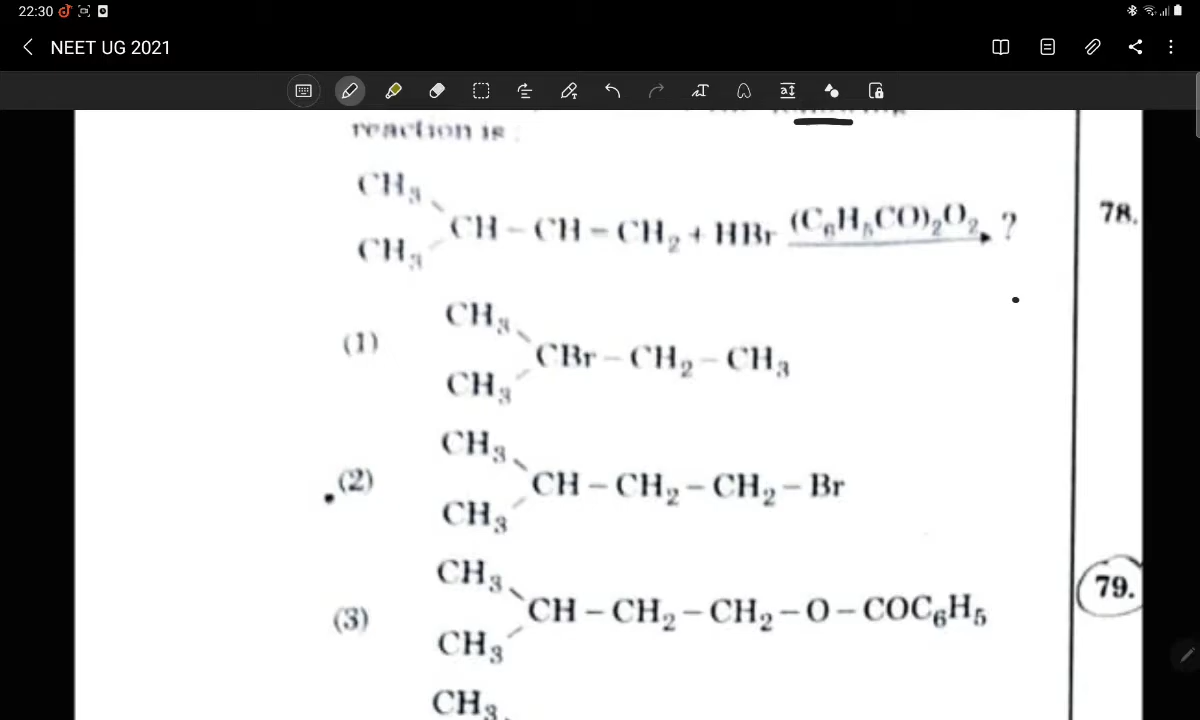 22:30
NEET UG 2021
reaction is :
CH₃
CH – CH = CH₂ + HBr (C₆H₅CO)₂O₂ ?
CH₃
78.
CH₃
(1) CBr – CH₂ – CH₃
CH₃
CH₃
(2) CH – CH₂ – CH₂ – Br
CH₃
CH₃
79.
(3) CH – CH₂ – CH₂ – O – COC₆H₅
CH₃
CH₃